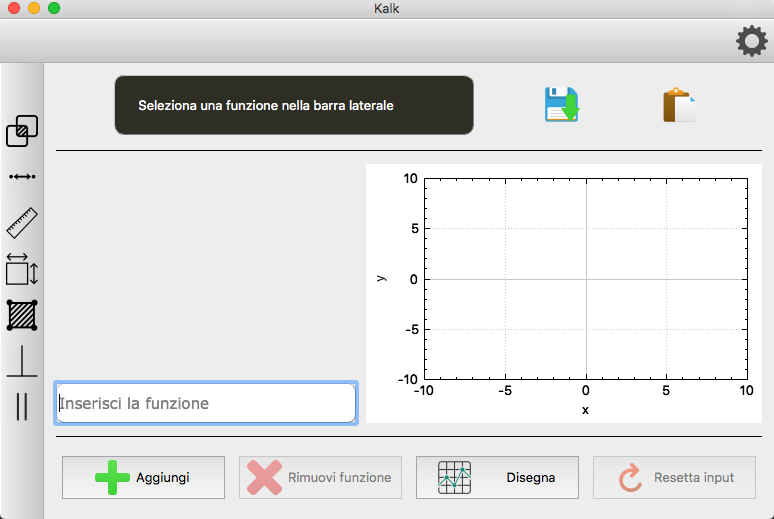 Kalk
Seleziona una funzione nella barra laterale
10
5
0
-5
-10
y
-10
-5
0
5
10
x
Inserisci la funzione
Aggiungi
Rimuovi funzione
Disegna
Resetta input